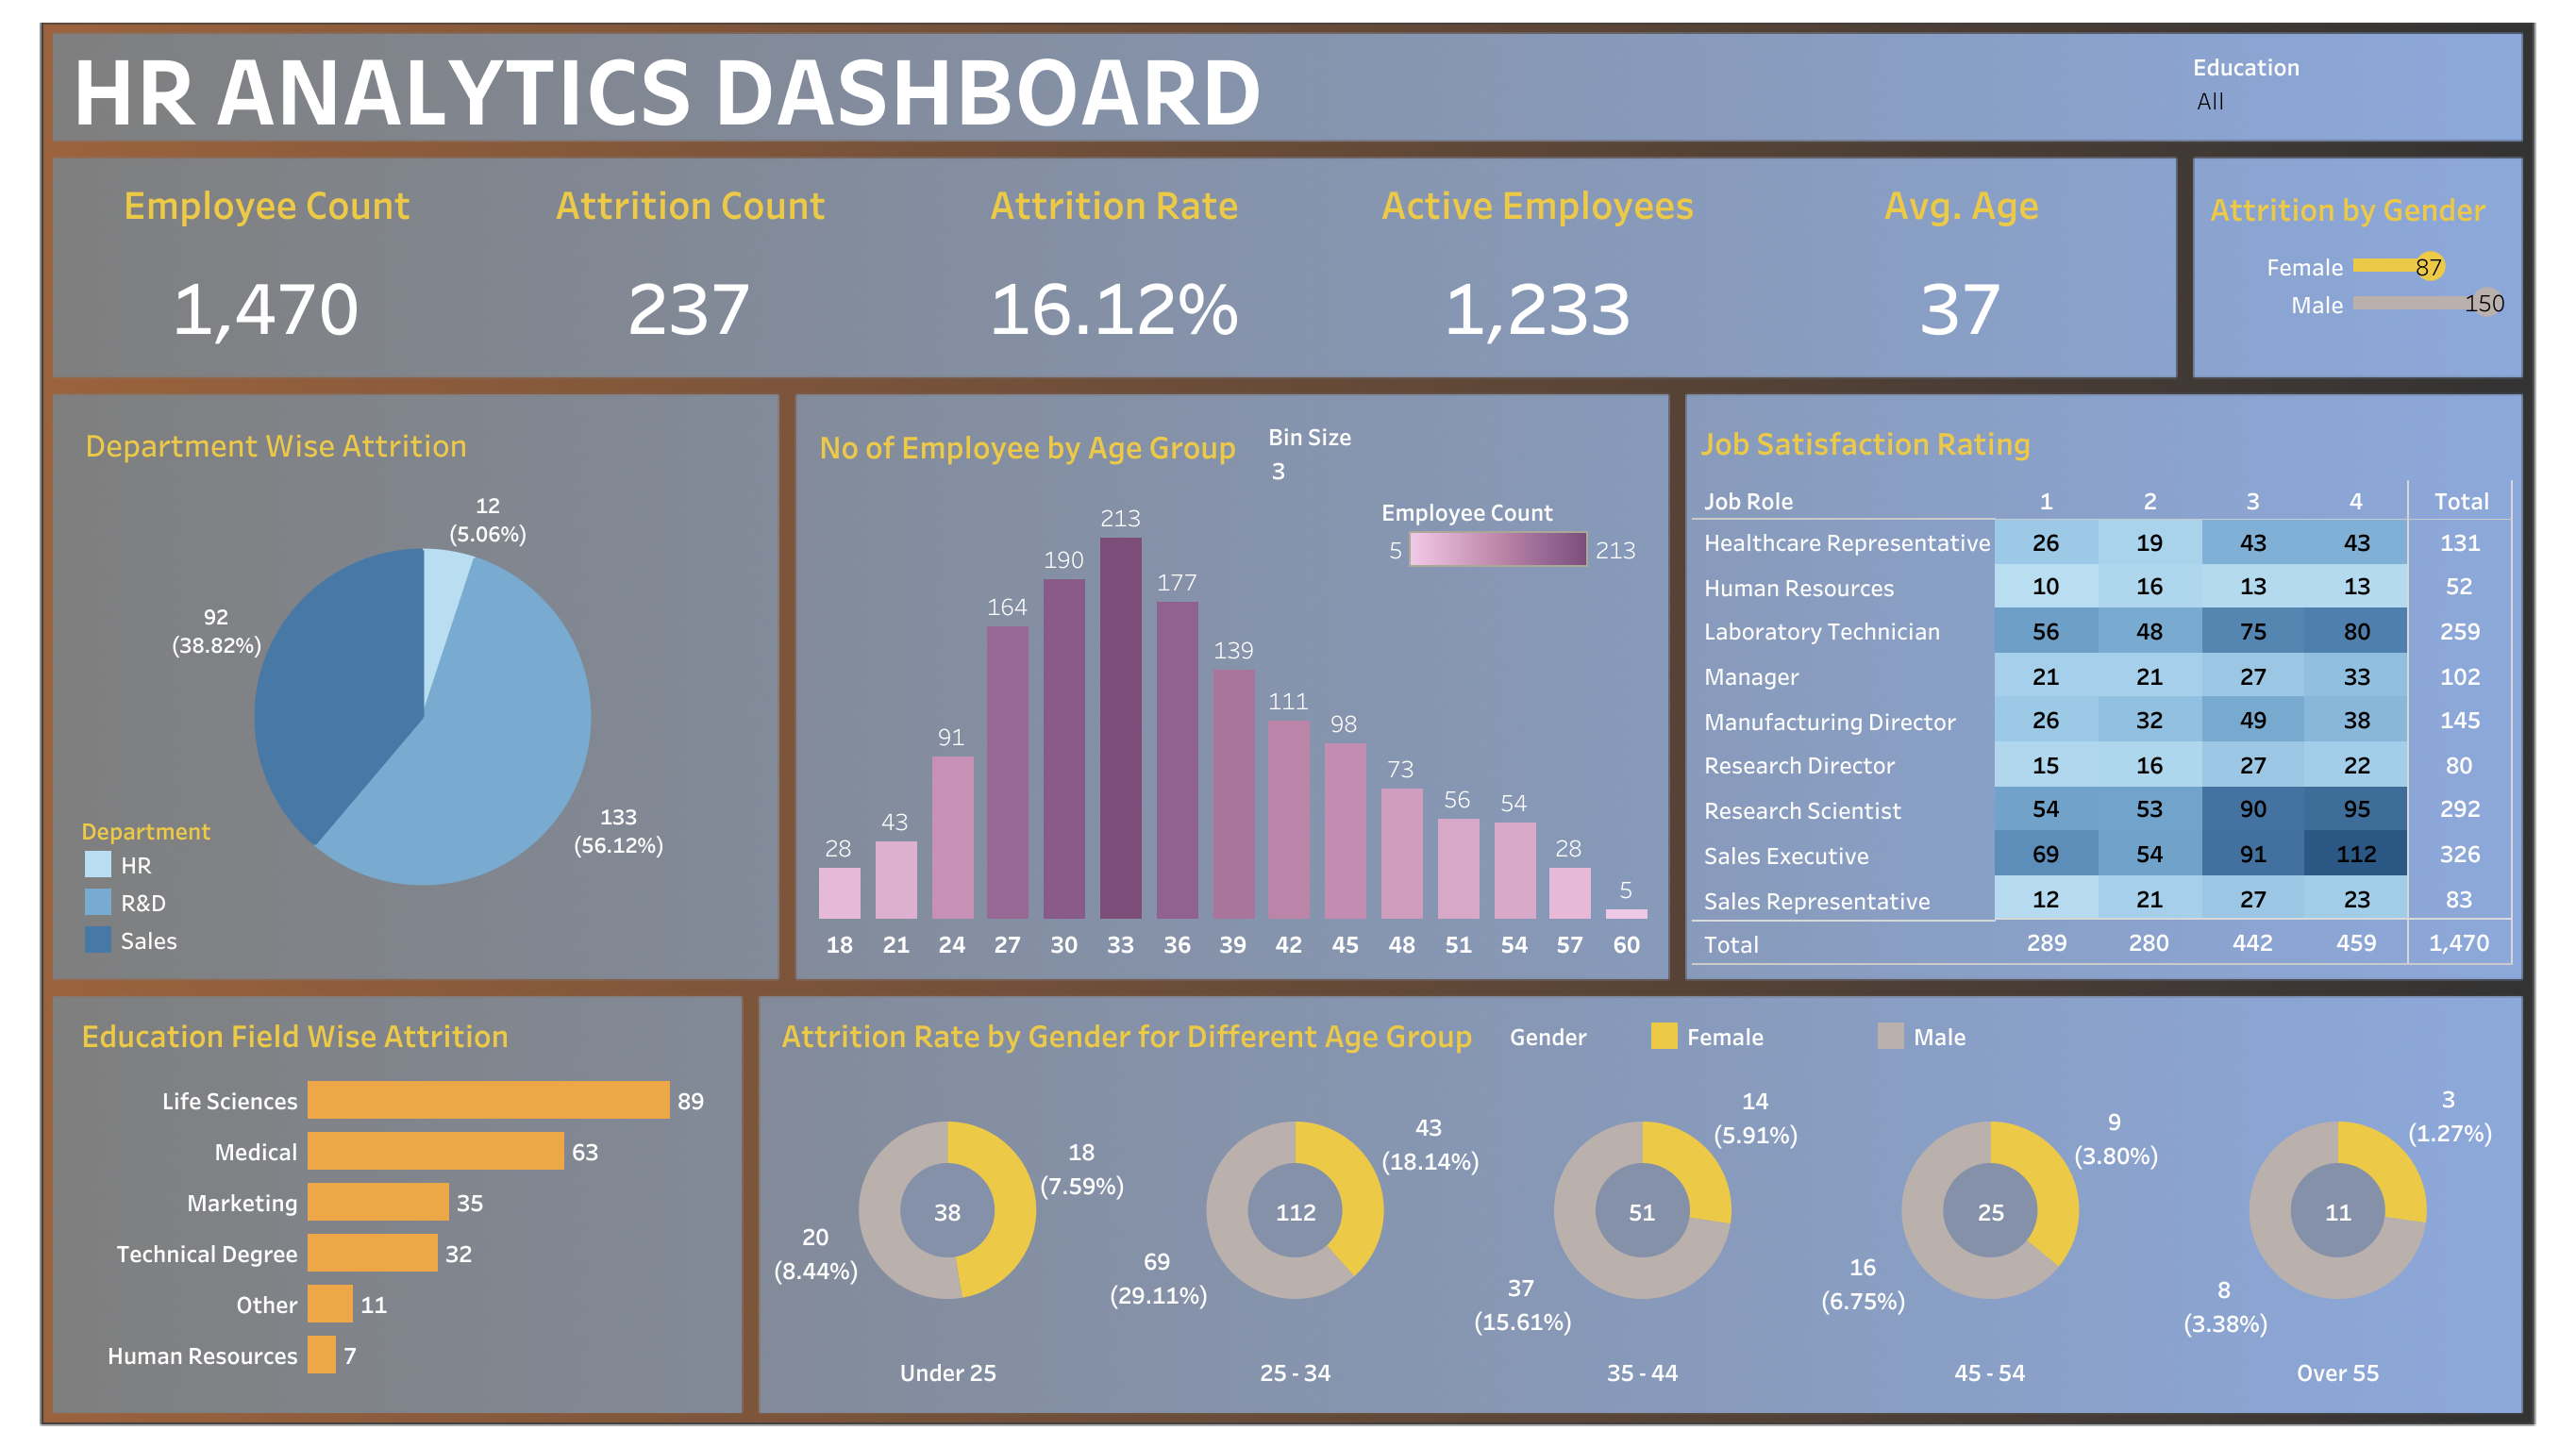 HR ANALYTICS DASHBOARD
Education
All
Employee Count
1,470
Attrition Count
237
Attrition Rate
16.12%
Active Employees
1,233
Avg. Age
37
Attrition by Gender
Female 87
Male 150
Department Wise Attrition
12
(5.06%)
92
(38.82%)
133
(56.12%)
Department
HR
R&D
Sales
No of Employee by Age Group
Bin Size
3
Employee Count
5 213
28 43 91 164 190 213 177 139 111 98 73 56 54 28 5
18 21 24 27 30 33 36 39 42 45 48 51 54 57 60
Job Satisfaction Rating
Job Role 1 2 3 4 Total
Healthcare Representative 26 19 43 43 131
Human Resources 10 16 13 13 52
Laboratory Technician 56 48 75 80 259
Manager 21 21 27 33 102
Manufacturing Director 26 32 49 38 145
Research Director 15 16 27 22 80
Research Scientist 54 53 90 95 292
Sales Executive 69 54 91 112 326
Sales Representative 12 21 27 23 83
Total 289 280 442 459 1,470
Education Field Wise Attrition
Life Sciences 89
Medical 63
Marketing 35
Technical Degree 32
Other 11
Human Resources 7
Attrition Rate by Gender for Different Age Group
Gender Female Male
18
(7.59%)
38
20
(8.44%)
Under 25
43
(18.14%)
112
69
(29.11%)
25 - 34
14
(5.91%)
51
37
(15.61%)
35 - 44
9
(3.80%)
25
16
(6.75%)
45 - 54
3
(1.27%)
11
8
(3.38%)
Over 55